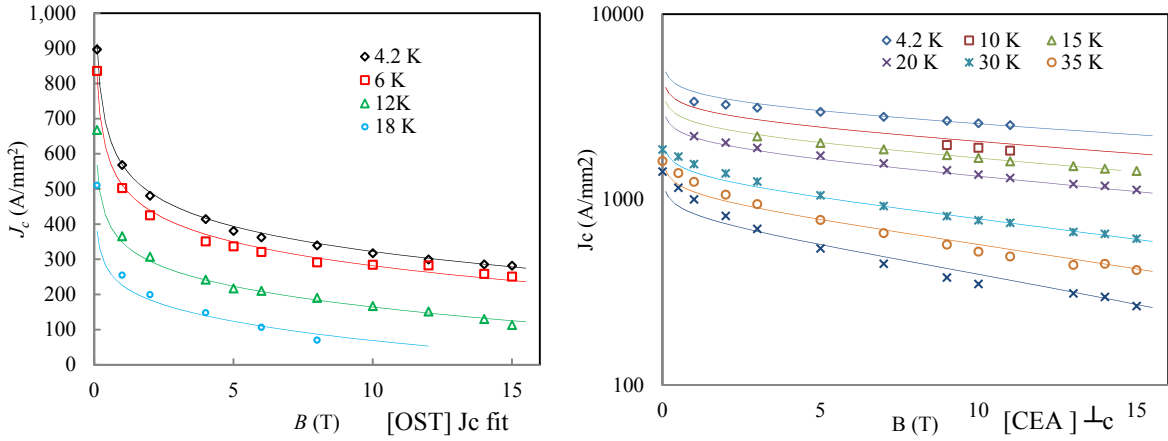 1,000
900
800
700
600
500
400
300
200
100
0
J_c (A/mm²)
4.2 K
6 K
12K
18 K
0
5
10
15
B (T)
[OST] Jc fit
10000
1000
100
Jc (A/mm2)
4.2 K
10 K
15 K
20 K
30 K
35 K
0
5
10
15
B (T)
[CEA ] ⊥c